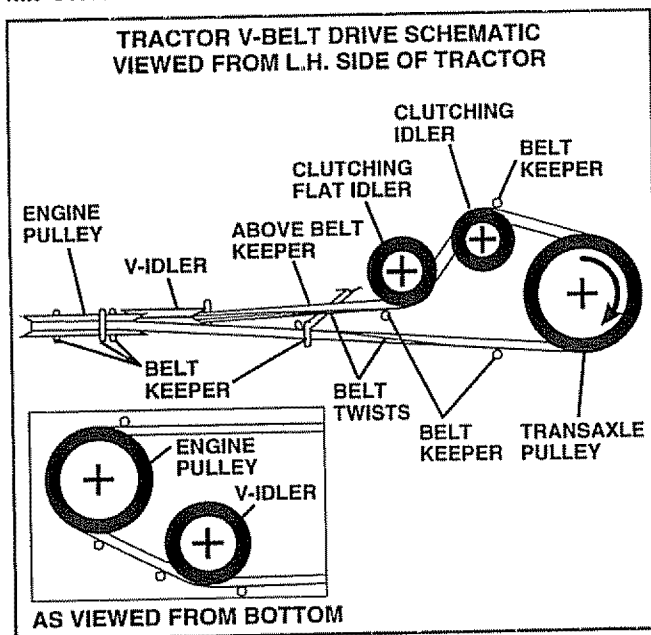 TRACTOR V-BELT DRIVE SCHEMATIC
VIEWED FROM L.H. SIDE OF TRACTOR
CLUTCHING
IDLER
BELT
KEEPER
CLUTCHING
FLAT IDLER
ENGINE
PULLEY
ABOVE BELT
KEEPER
V-IDLER
BELT
KEEPER
BELT
TWISTS
BELT
KEEPER
TRANSAXLE
PULLEY
ENGINE
PULLEY
V-IDLER
AS VIEWED FROM BOTTOM